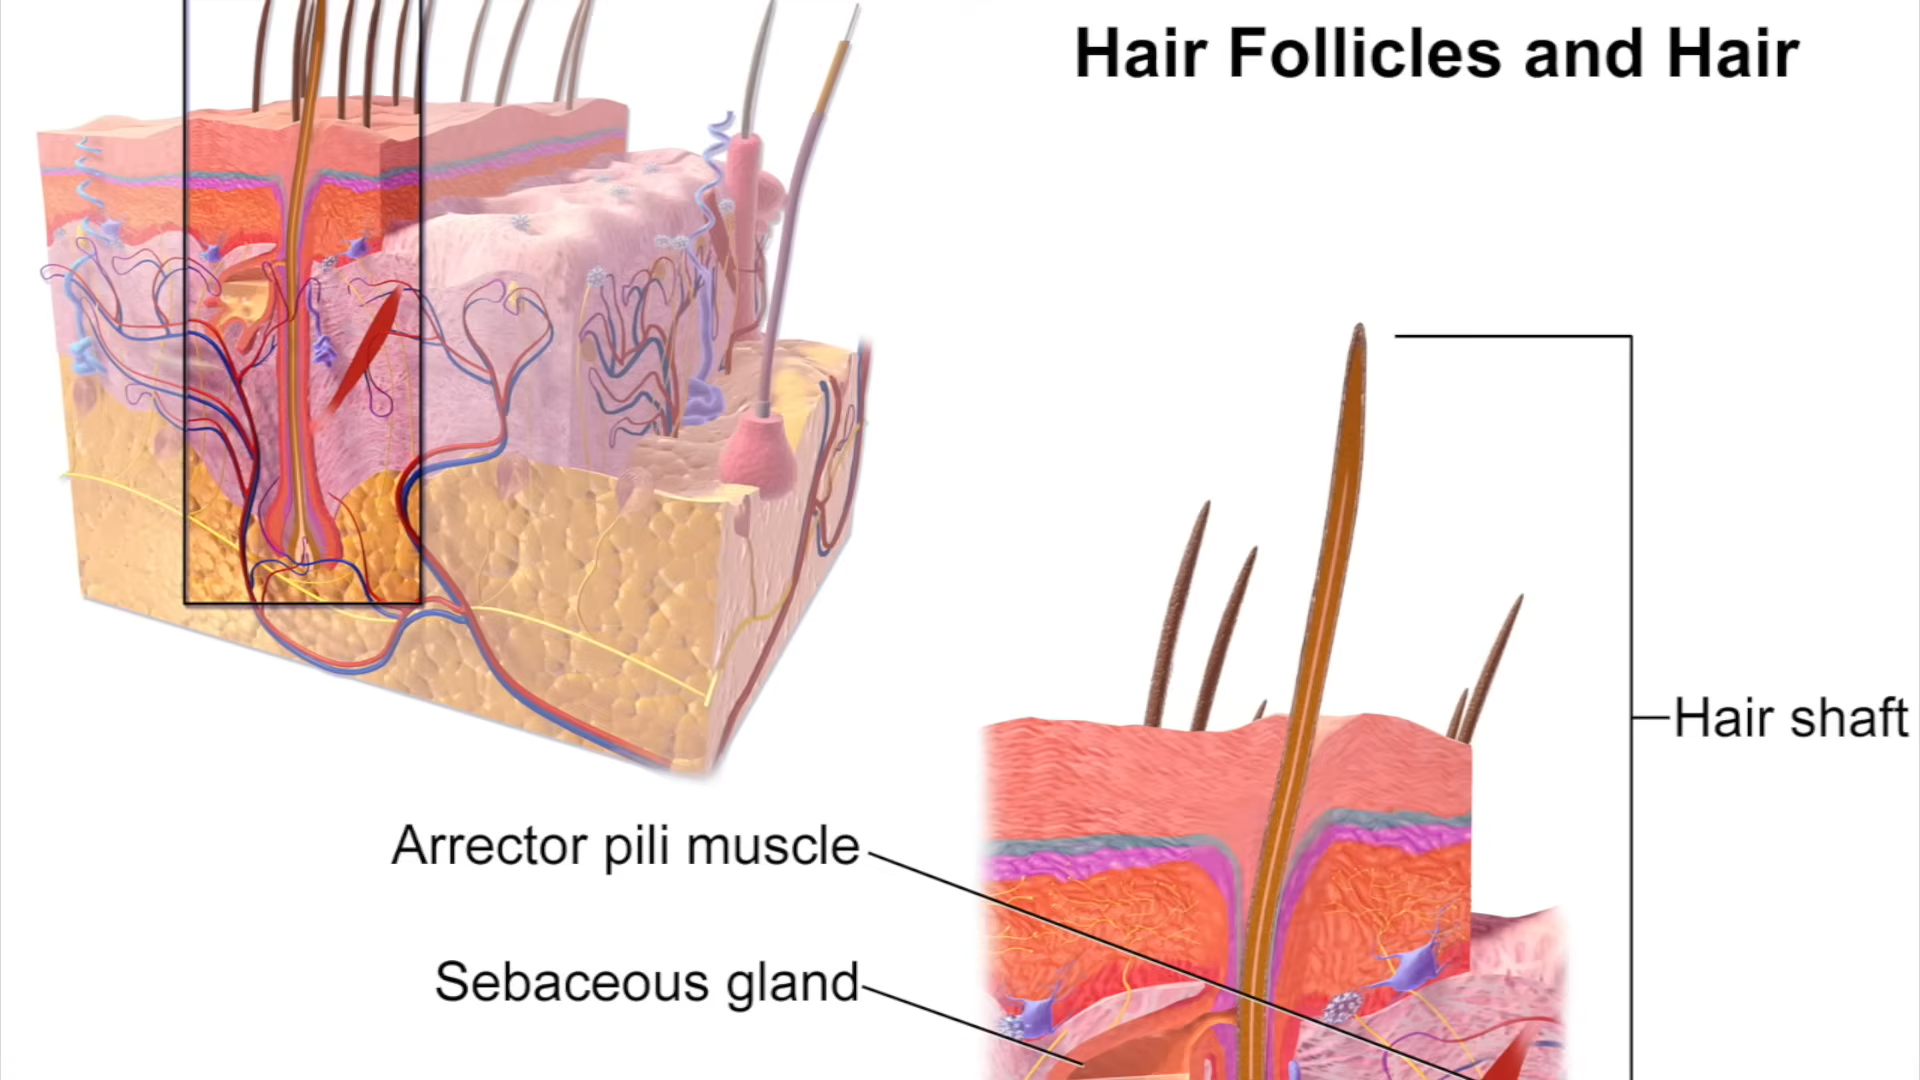 Hair Follicles and Hair
Hair shaft
Arrector pili muscle
Sebaceous gland